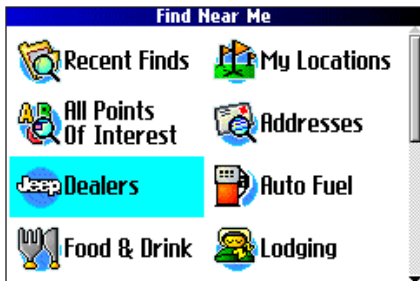 Find Near Me
Recent Finds
My Locations
All Points
Of Interest
Addresses
Jeep Dealers
Auto Fuel
Food & Drink
Lodging